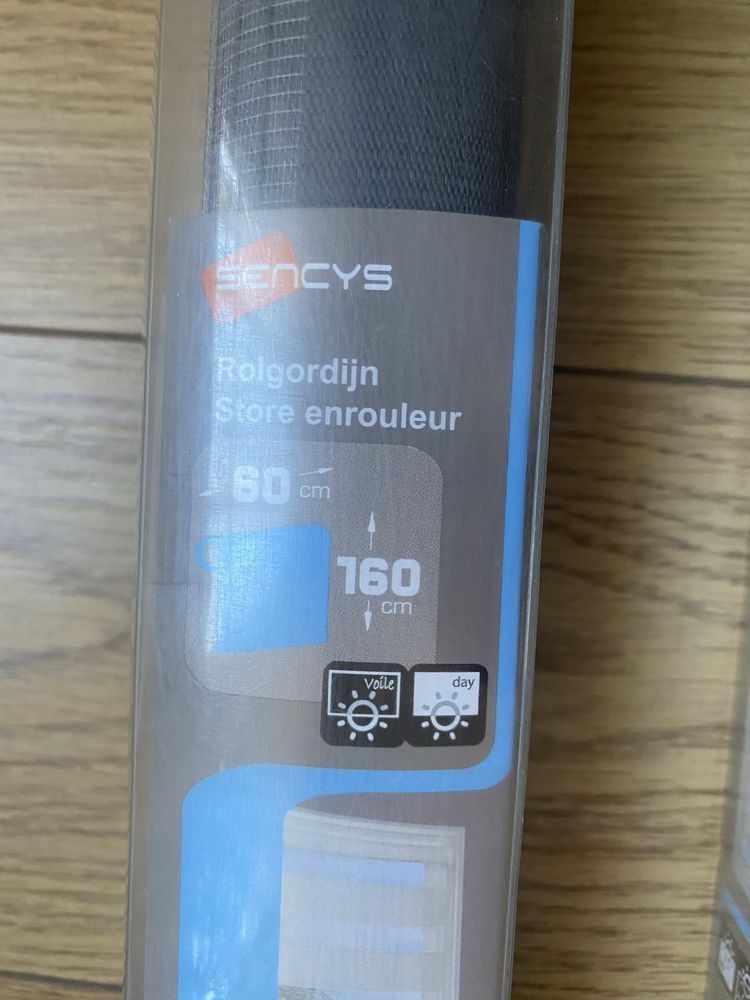 SENCYS
Rolgordijn
Store enrouleur
60 cm
160
cm
Voile
day